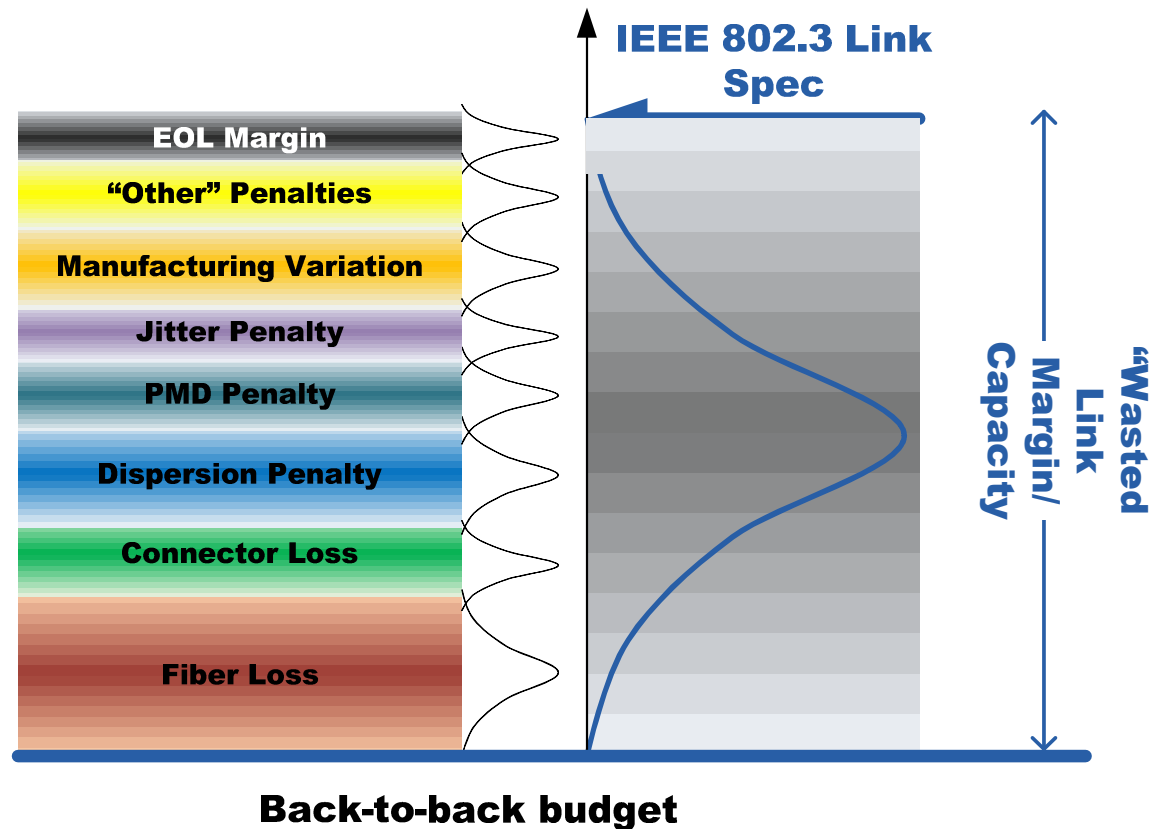 IEEE 802.3 Link
Spec
EOL Margin
“Other” Penalties
Manufacturing Variation
Jitter Penalty
PMD Penalty
Dispersion Penalty
Connector Loss
Fiber Loss
“Wasted
Link
Margin/
Capacity
Back-to-back budget